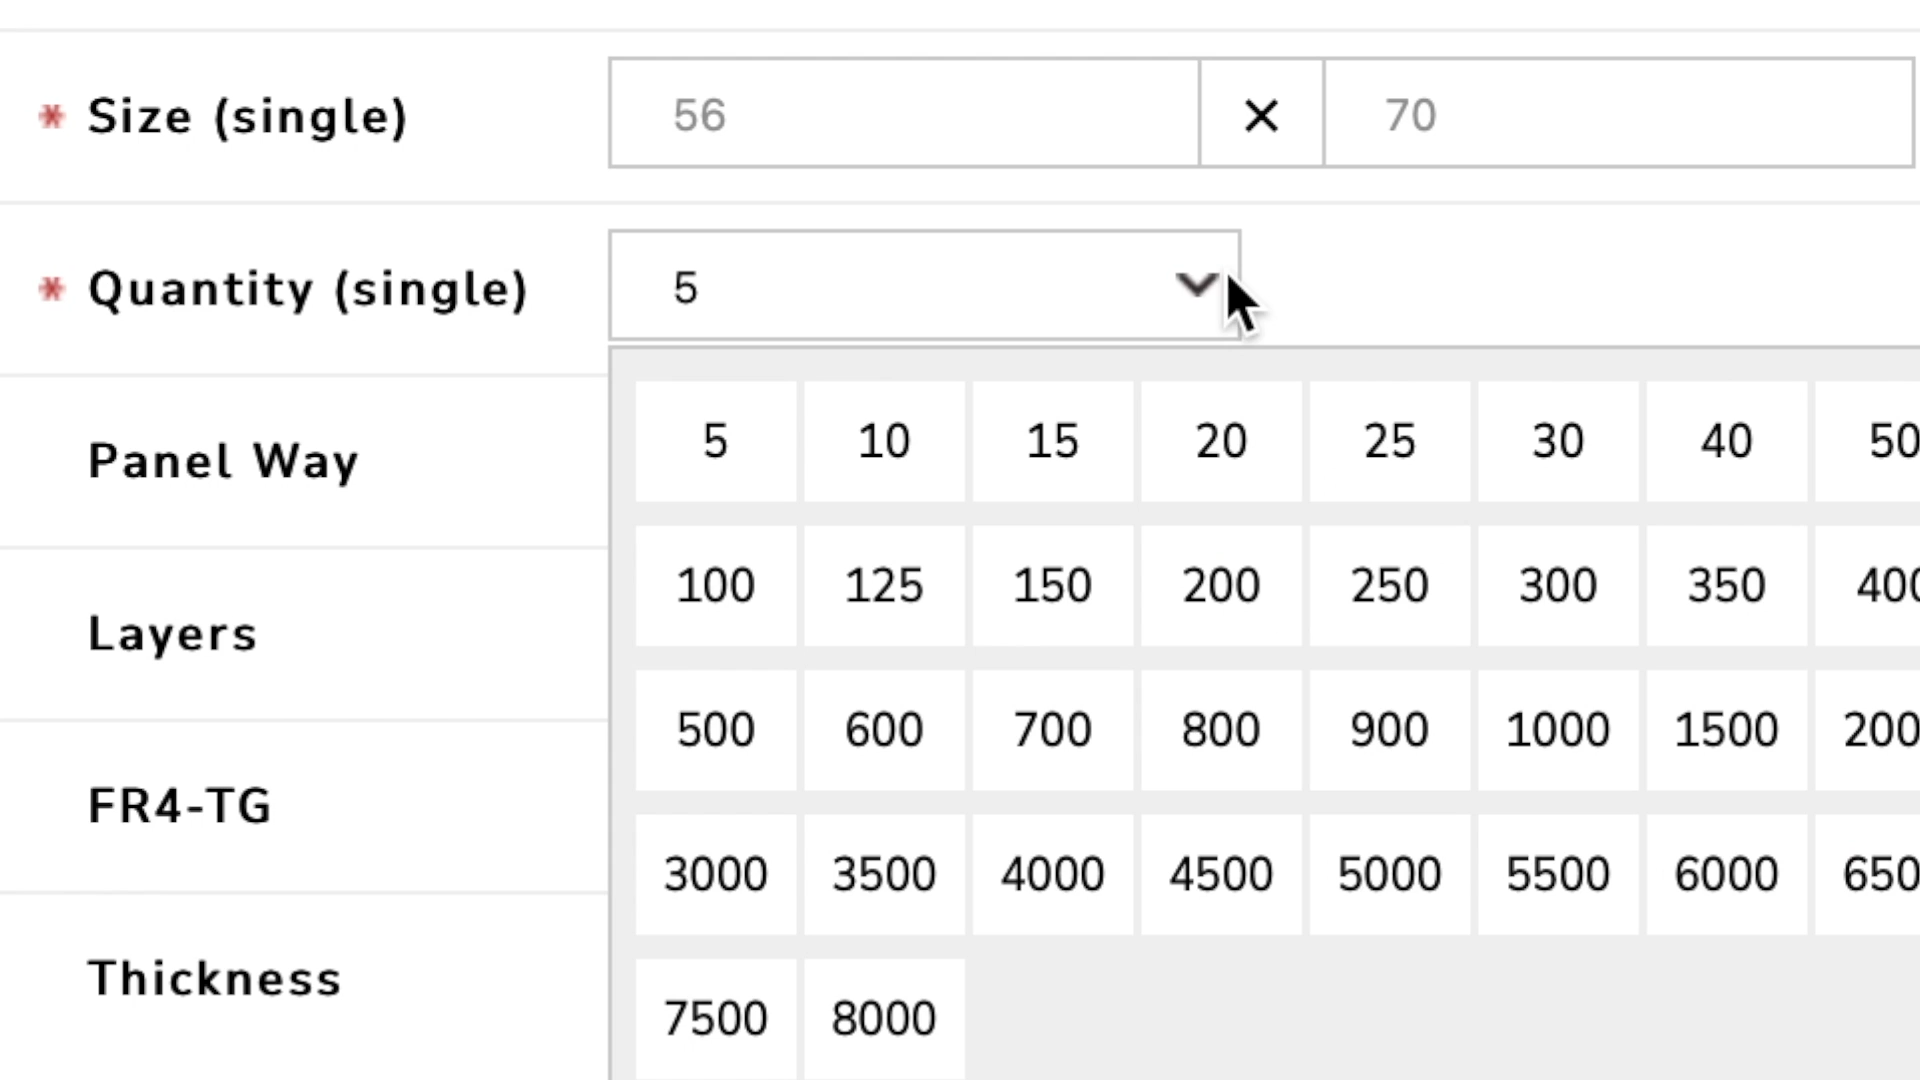 * Size (single) 56 × 70
* Quantity (single) 5
5 10 15 20 25 30 40 50
Panel Way
100 125 150 200 250 300 350
Layers
500 600 700 800 900 1000 1500
FR4-TG
3000 3500 4000 4500 5000 5500 6000
Thickness
7500 8000